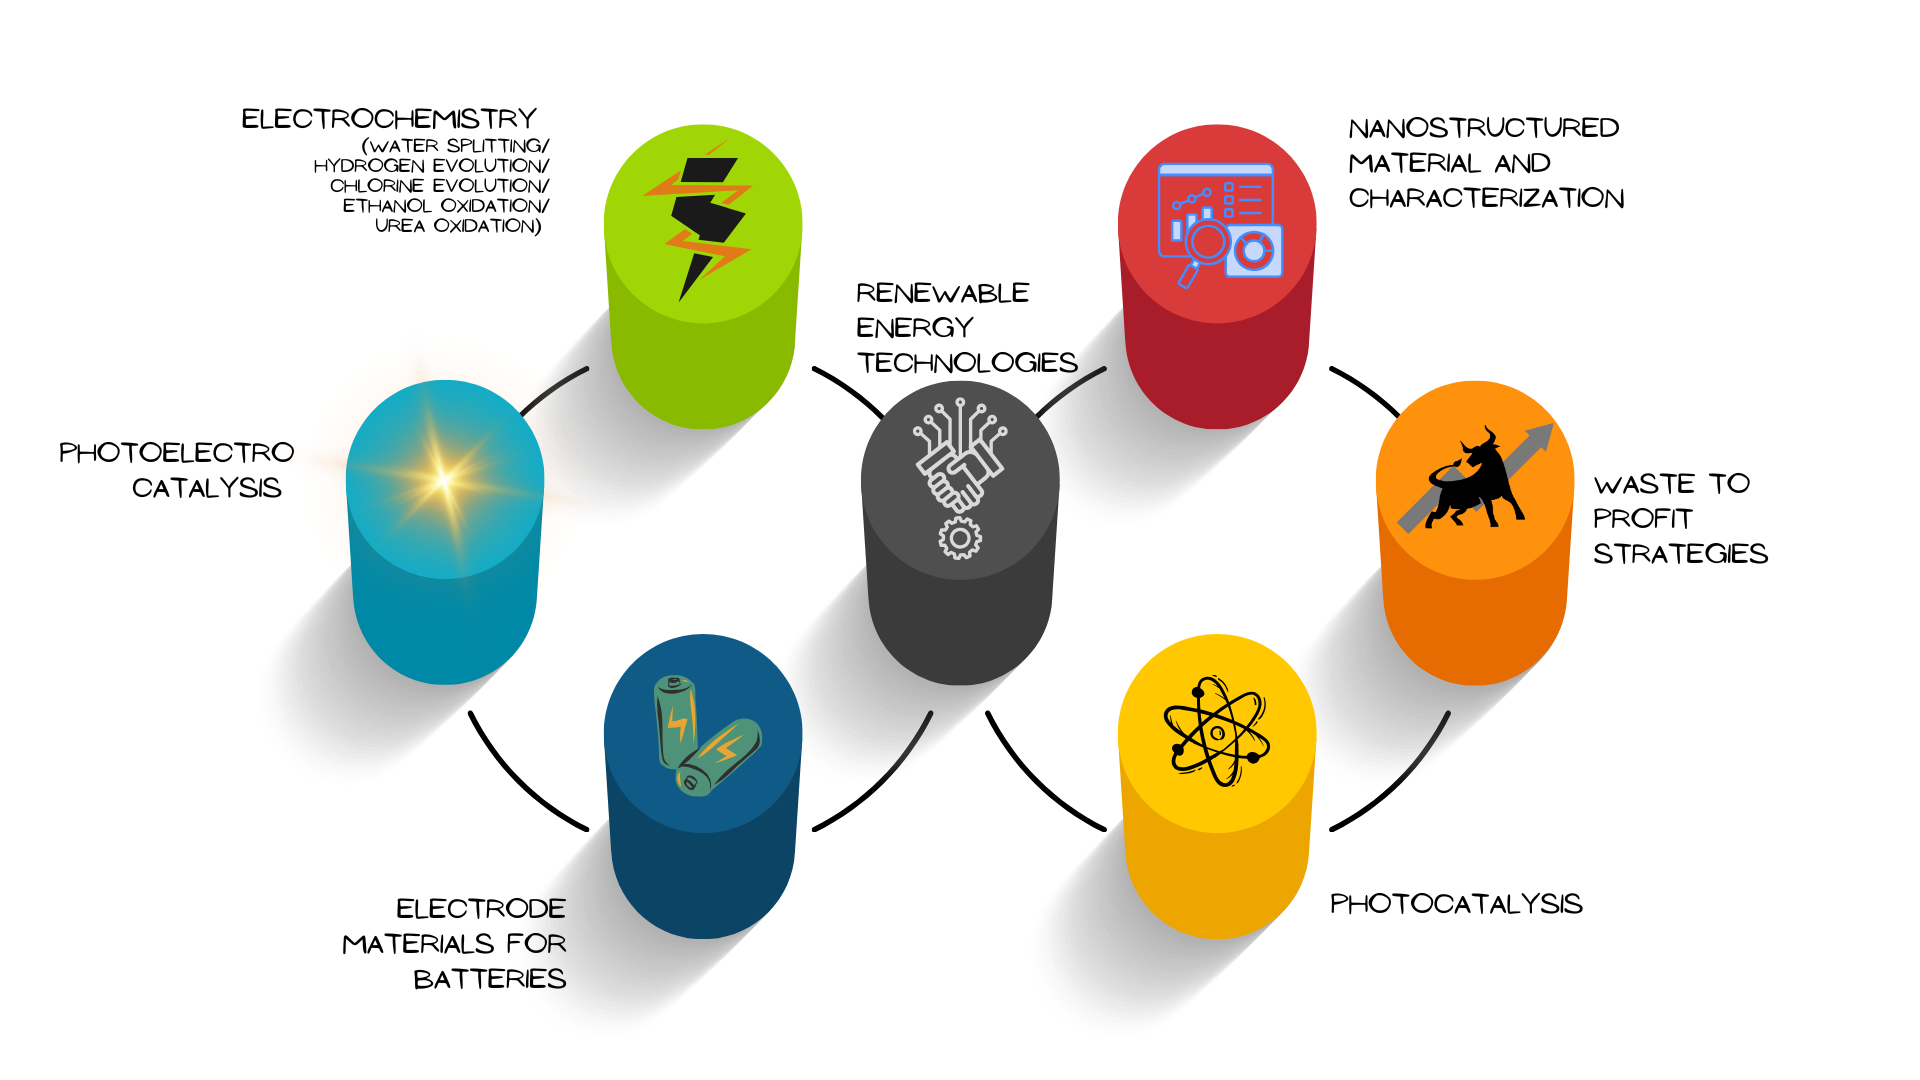 ELECTROCHEMISTRY
(WATER SPLITTING/
HYDROGEN EVOLUTION/
CHLORINE EVOLUTION/
ETHANOL OXIDATION/
UREA OXIDATION)
NANOSTRUCTURED
MATERIAL AND
CHARACTERIZATION
RENEWABLE
ENERGY
TECHNOLOGIES
PHOTOELECTRO
CATALYSIS
WASTE TO
PROFIT
STRATEGIES
ELECTRODE
MATERIALS FOR
BATTERIES
PHOTOCATALYSIS